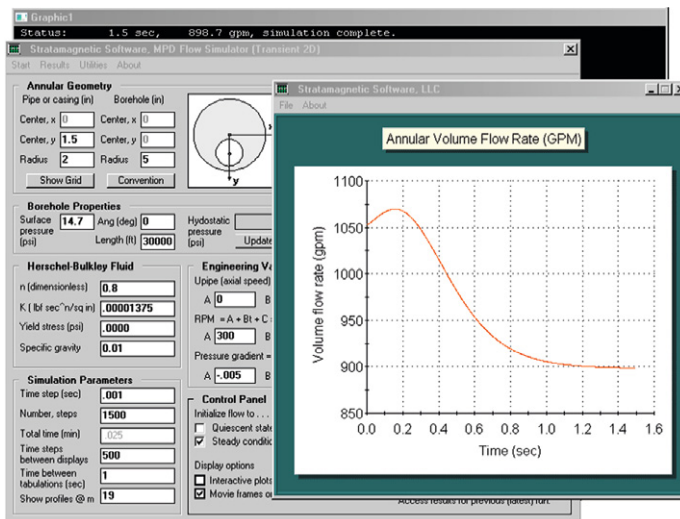 Graphic1
Status: 1.5 sec, 898.7 gpm, simulation complete.
Stratamagnetic Software, MPD Flow Simulator (Transient 2D)
Start Results Utilities About
Annular Geometry
Pipe or casing (in) Borehole (in)
Center, x 0 Center, x 0
Center, y 1.5 Center, y 0
Radius 2 Radius 5
Show Grid Convention
x
y
Borehole Properties
Surface pressure (psi) 14.7 Ang (deg) 0
Length (ft) 30000
Hydostatic pressure (psi)
Update
Herschel-Bulkley Fluid
n (dimensionless) 0.8
K ( lbf sec^n/sq in) .00001375
Yield stress (psi) .0000
Specific gravity 0.01
Engineering Va
Upipe (axial speed)
A 0 B
RPM = A + Bt + C
A 300 B
Pressure gradient =
A -.005 B
Simulation Parameters
Time step (sec) .001
Number, steps 1500
Total time (min) .025
Time steps between displays 500
Time between tabulations (sec) 1
Show profiles @ m 19
Control Panel
Initialize flow to . . .
Quiescent state
Steady conditio
Display options
Interactive plots
Movie frames on
Access results for previous (latest) run.
Stratamagnetic Software, LLC
File About
Annular Volume Flow Rate (GPM)
Volume flow rate (gpm)
1100
1050
1000
950
900
850
0.0 0.2 0.4 0.6 0.8 1.0 1.2 1.4 1.6
Time (sec)